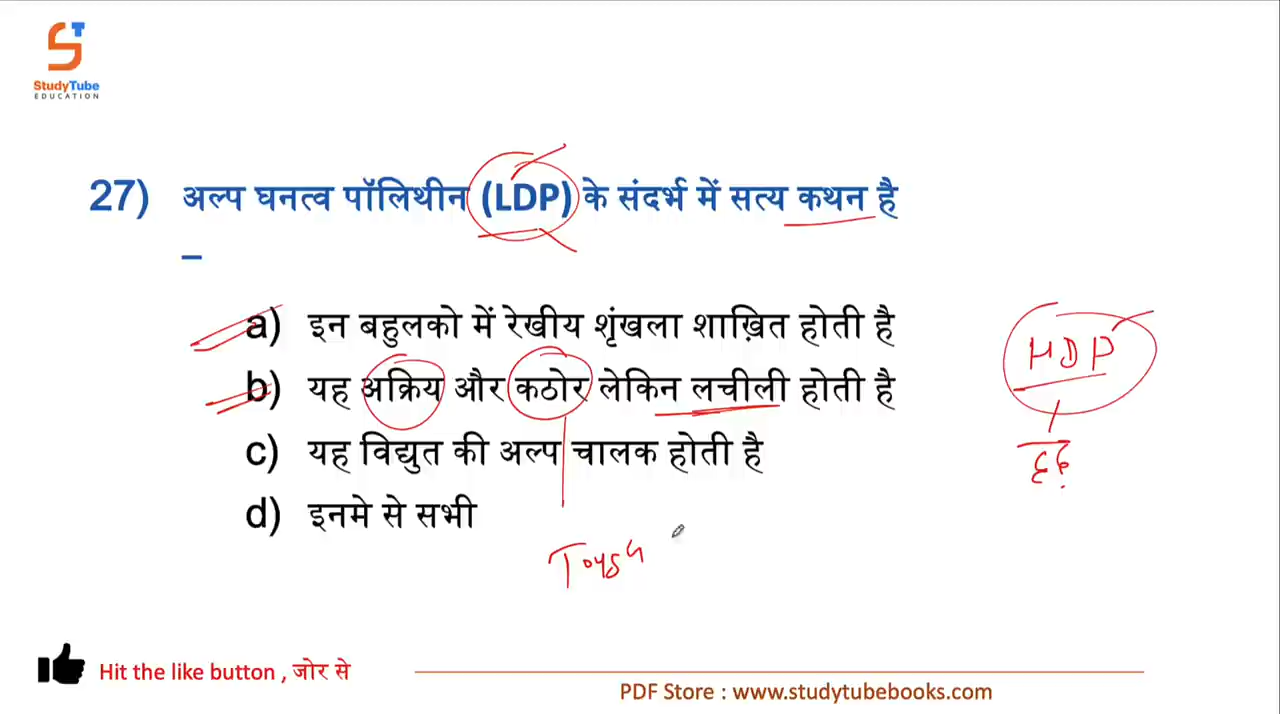 StudyTube
EDUCATION
27) अल्प घनत्व पॉलिथीन (LDP) के संदर्भ में सत्य कथन है
–
a) इन बहुलको में रेखीय शृंखला शाख़ित होती है
b) यह अक्रिय और कठोर लेकिन लचीली होती है
c) यह विद्युत की अल्प चालक होती है
d) इनमे से सभी
HDP
Hit the like button , जोर से
PDF Store : www.studytubebooks.com